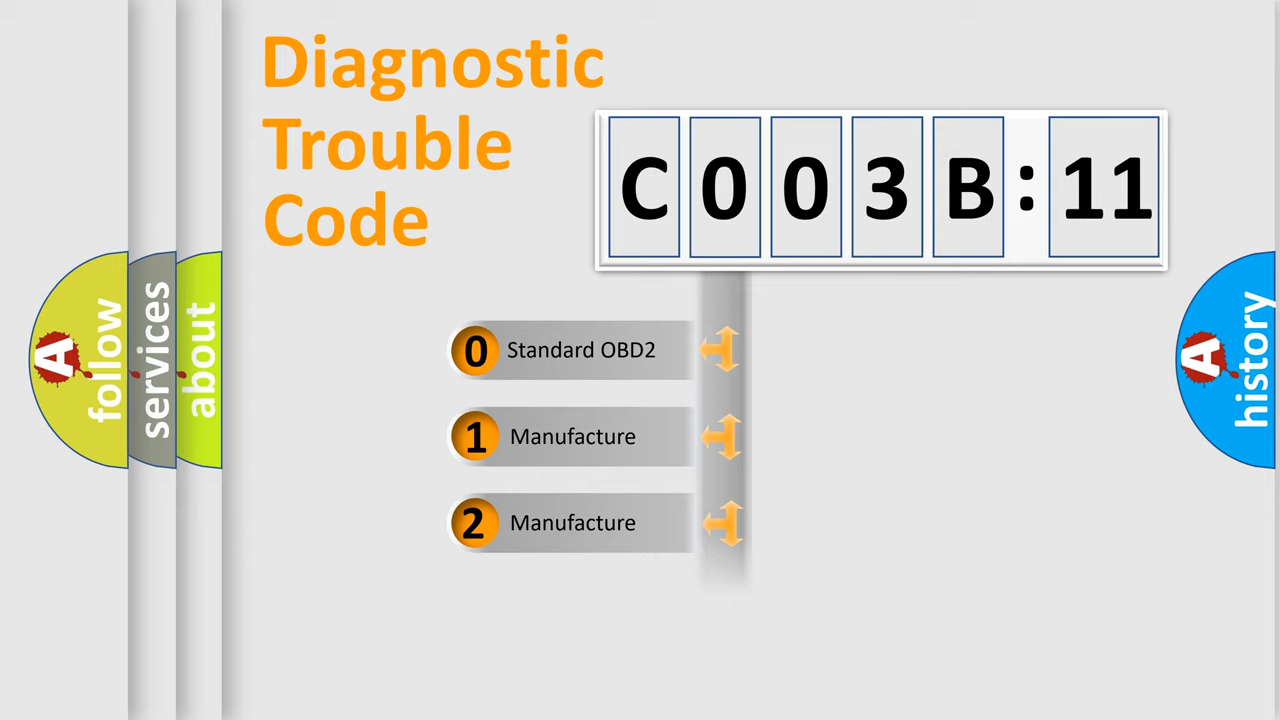 Diagnostic
Trouble
Code
C 0 0 3 B : 11
0 Standard OBD2
1 Manufacture
2 Manufacture
A follow
services
about
A history